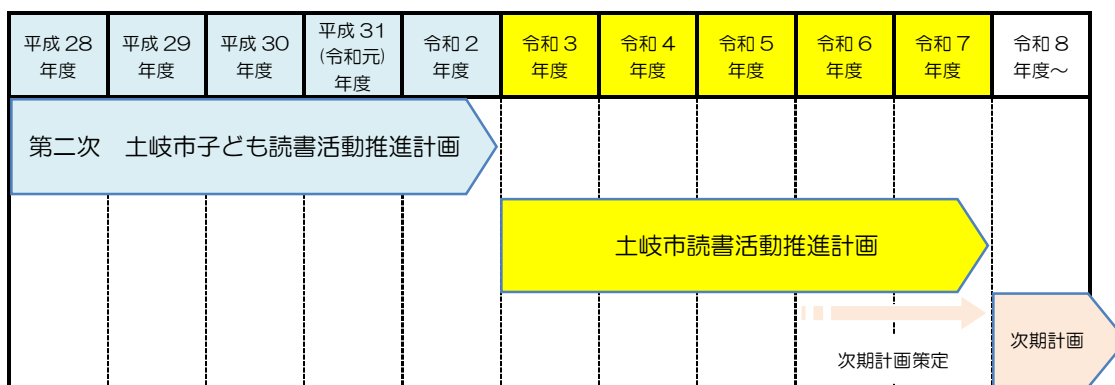 平成28
年度
平成29
年度
平成30
年度
平成31
(令和元)
年度
令和2
年度
令和3
年度
令和4
年度
令和5
年度
令和6
年度
令和7
年度
令和8
年度～
第二次　土岐市子ども読書活動推進計画
土岐市読書活動推進計画
次期計画
次期計画策定